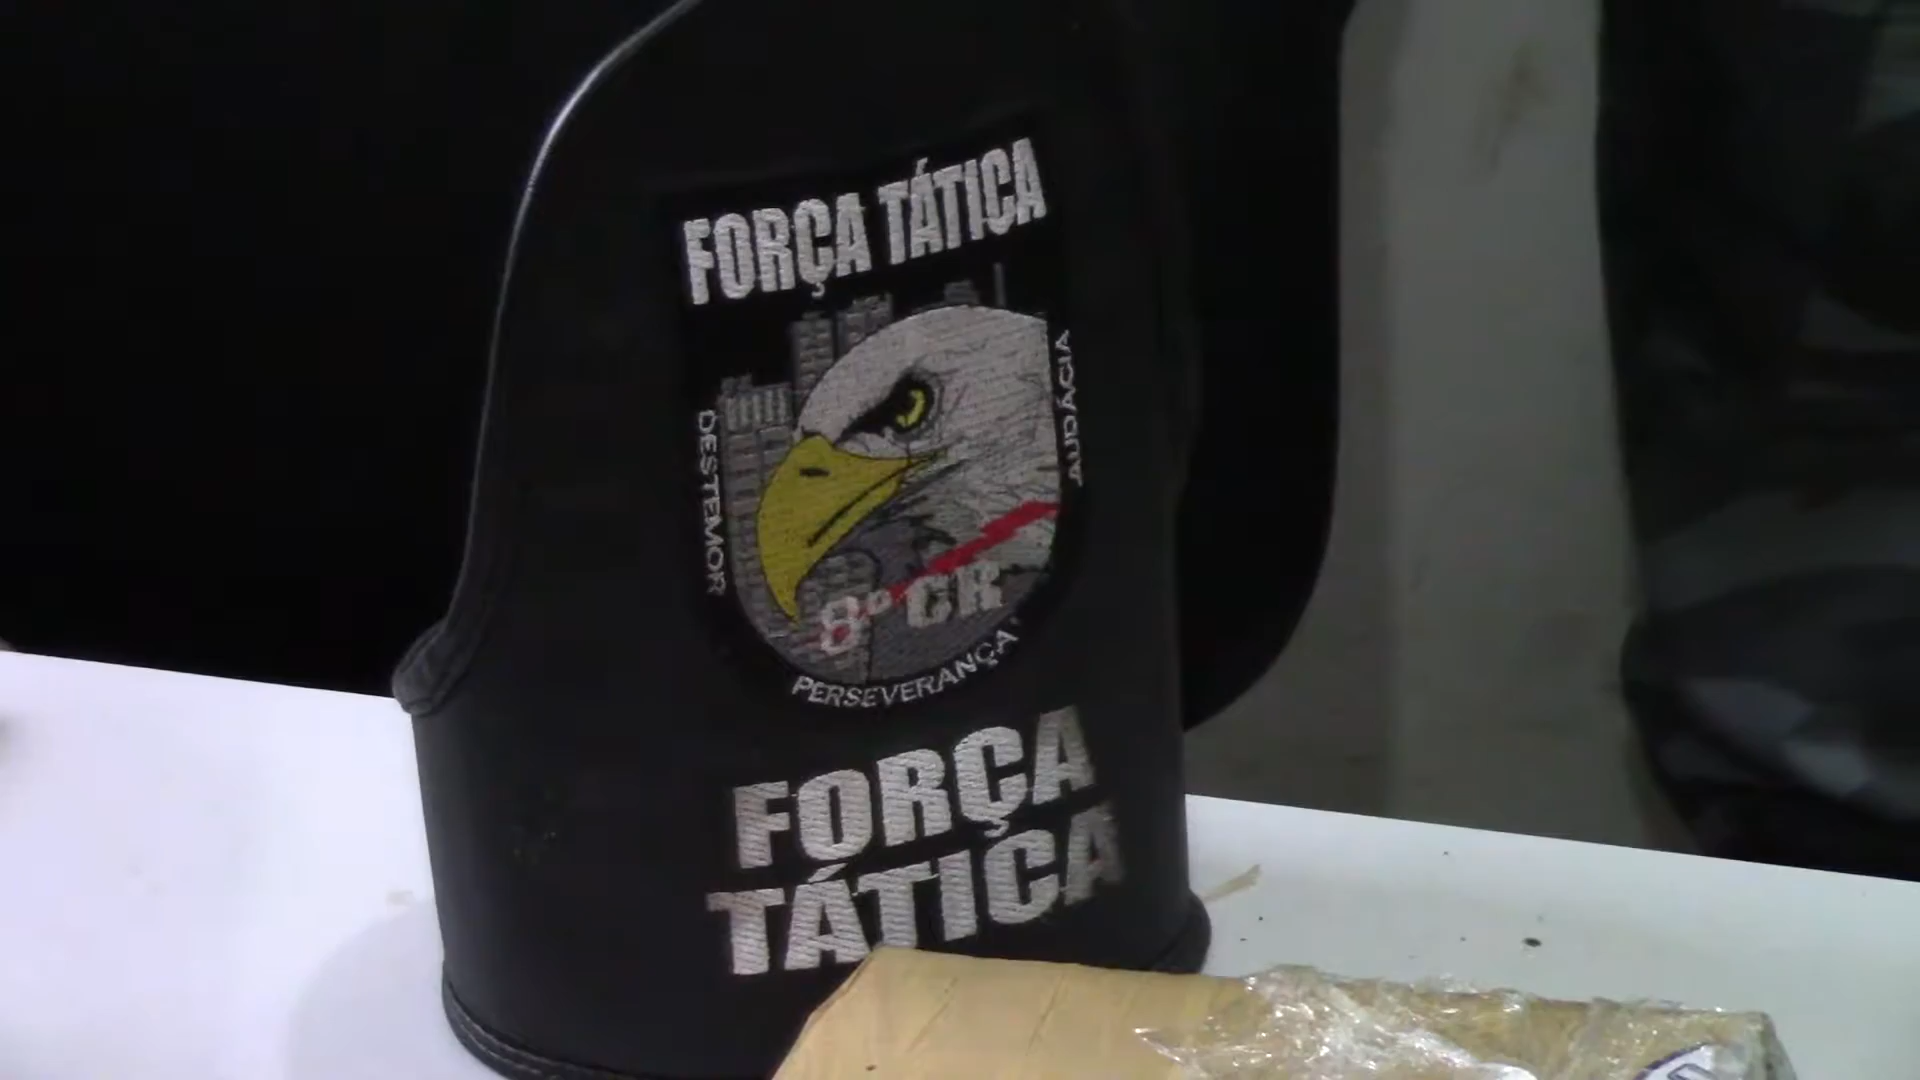 FORÇA TÁTICA
DESTEMOR
AUDÁCIA
8º CR
PERSEVERANÇA
FORÇA
TÁTICA